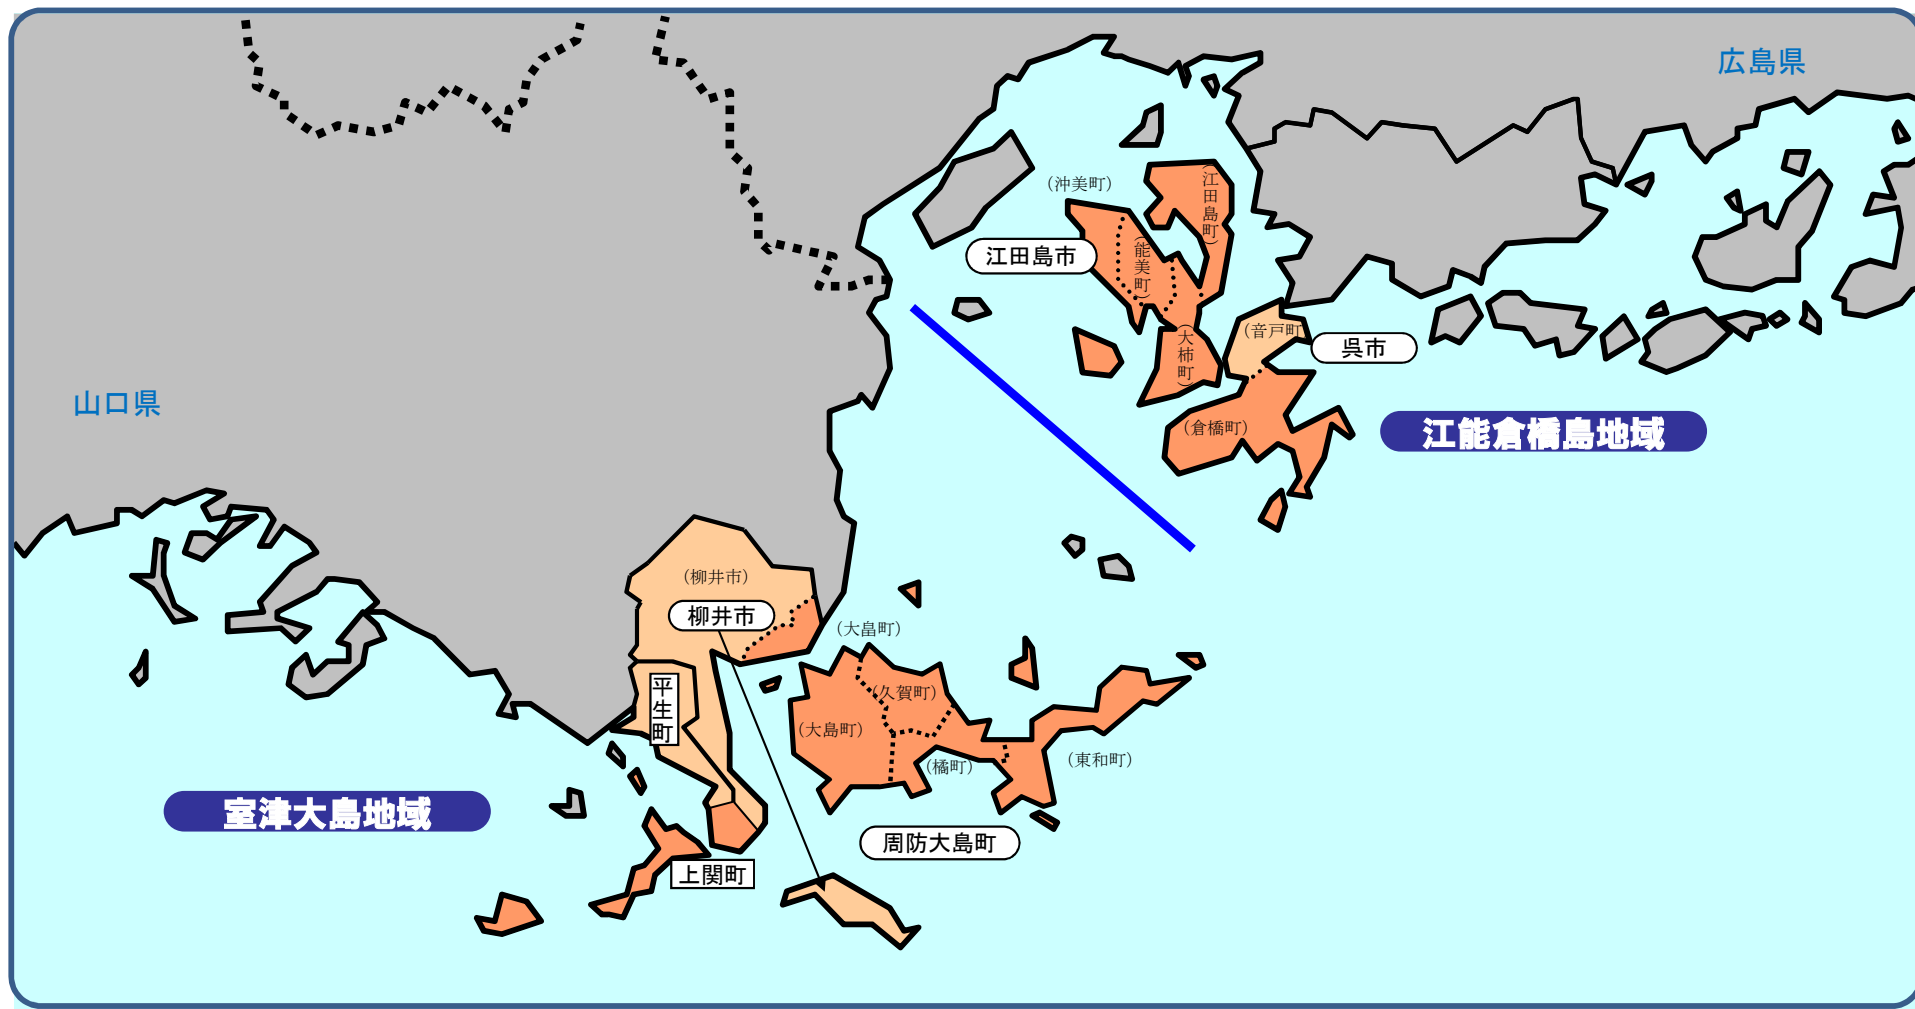 広島県
(沖美町)
(江田島町)
江田島市
(能美町)
(音戸町
呉市
(大柿町)
山口県
(倉橋町)
江能倉橋島地域
(柳井市)
柳井市
(大畠町)
平生町
(久賀町)
(大島町)
(橘町)
(東和町)
室津大島地域
周防大島町
上関町